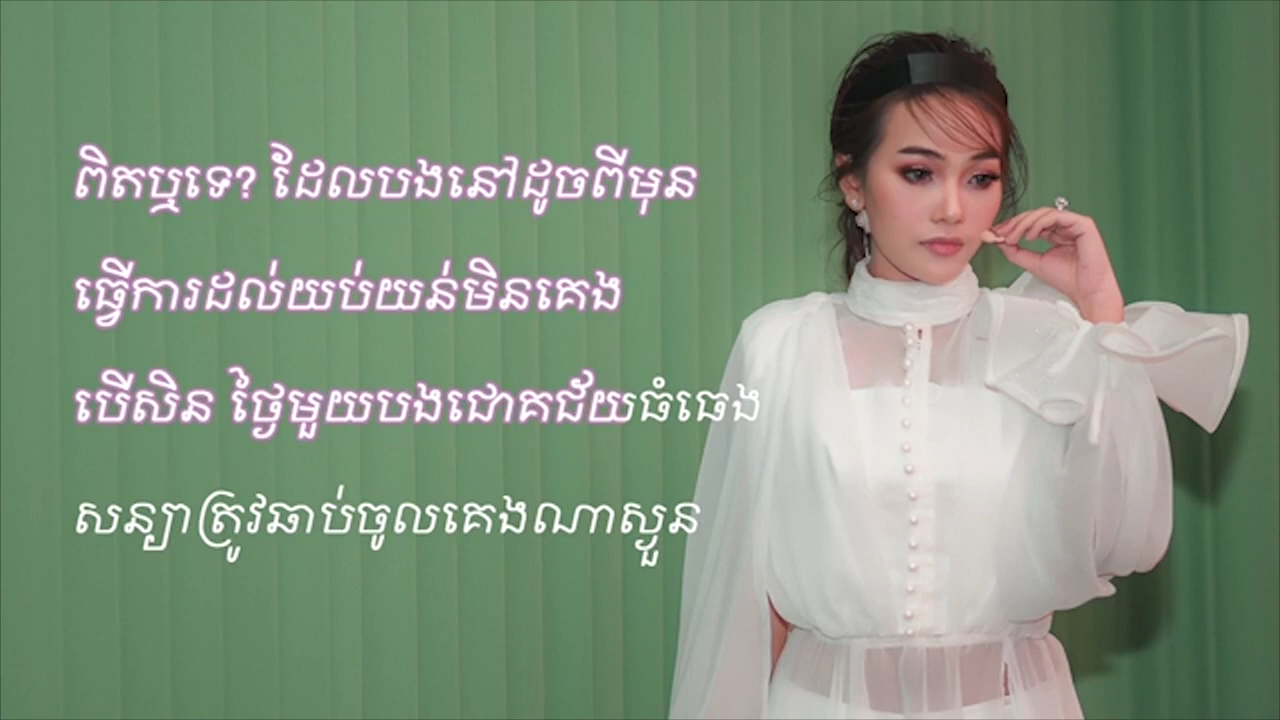 ពិតឬទេ? ដែលបងនៅដូចពីមុន
ធ្វើការដល់យប់យន់មិនគេង
បើសិន ថ្ងៃមួយបងជោគជ័យធំធេង
សន្យាត្រូវឆាប់ចូលគេងណាស្ងួន